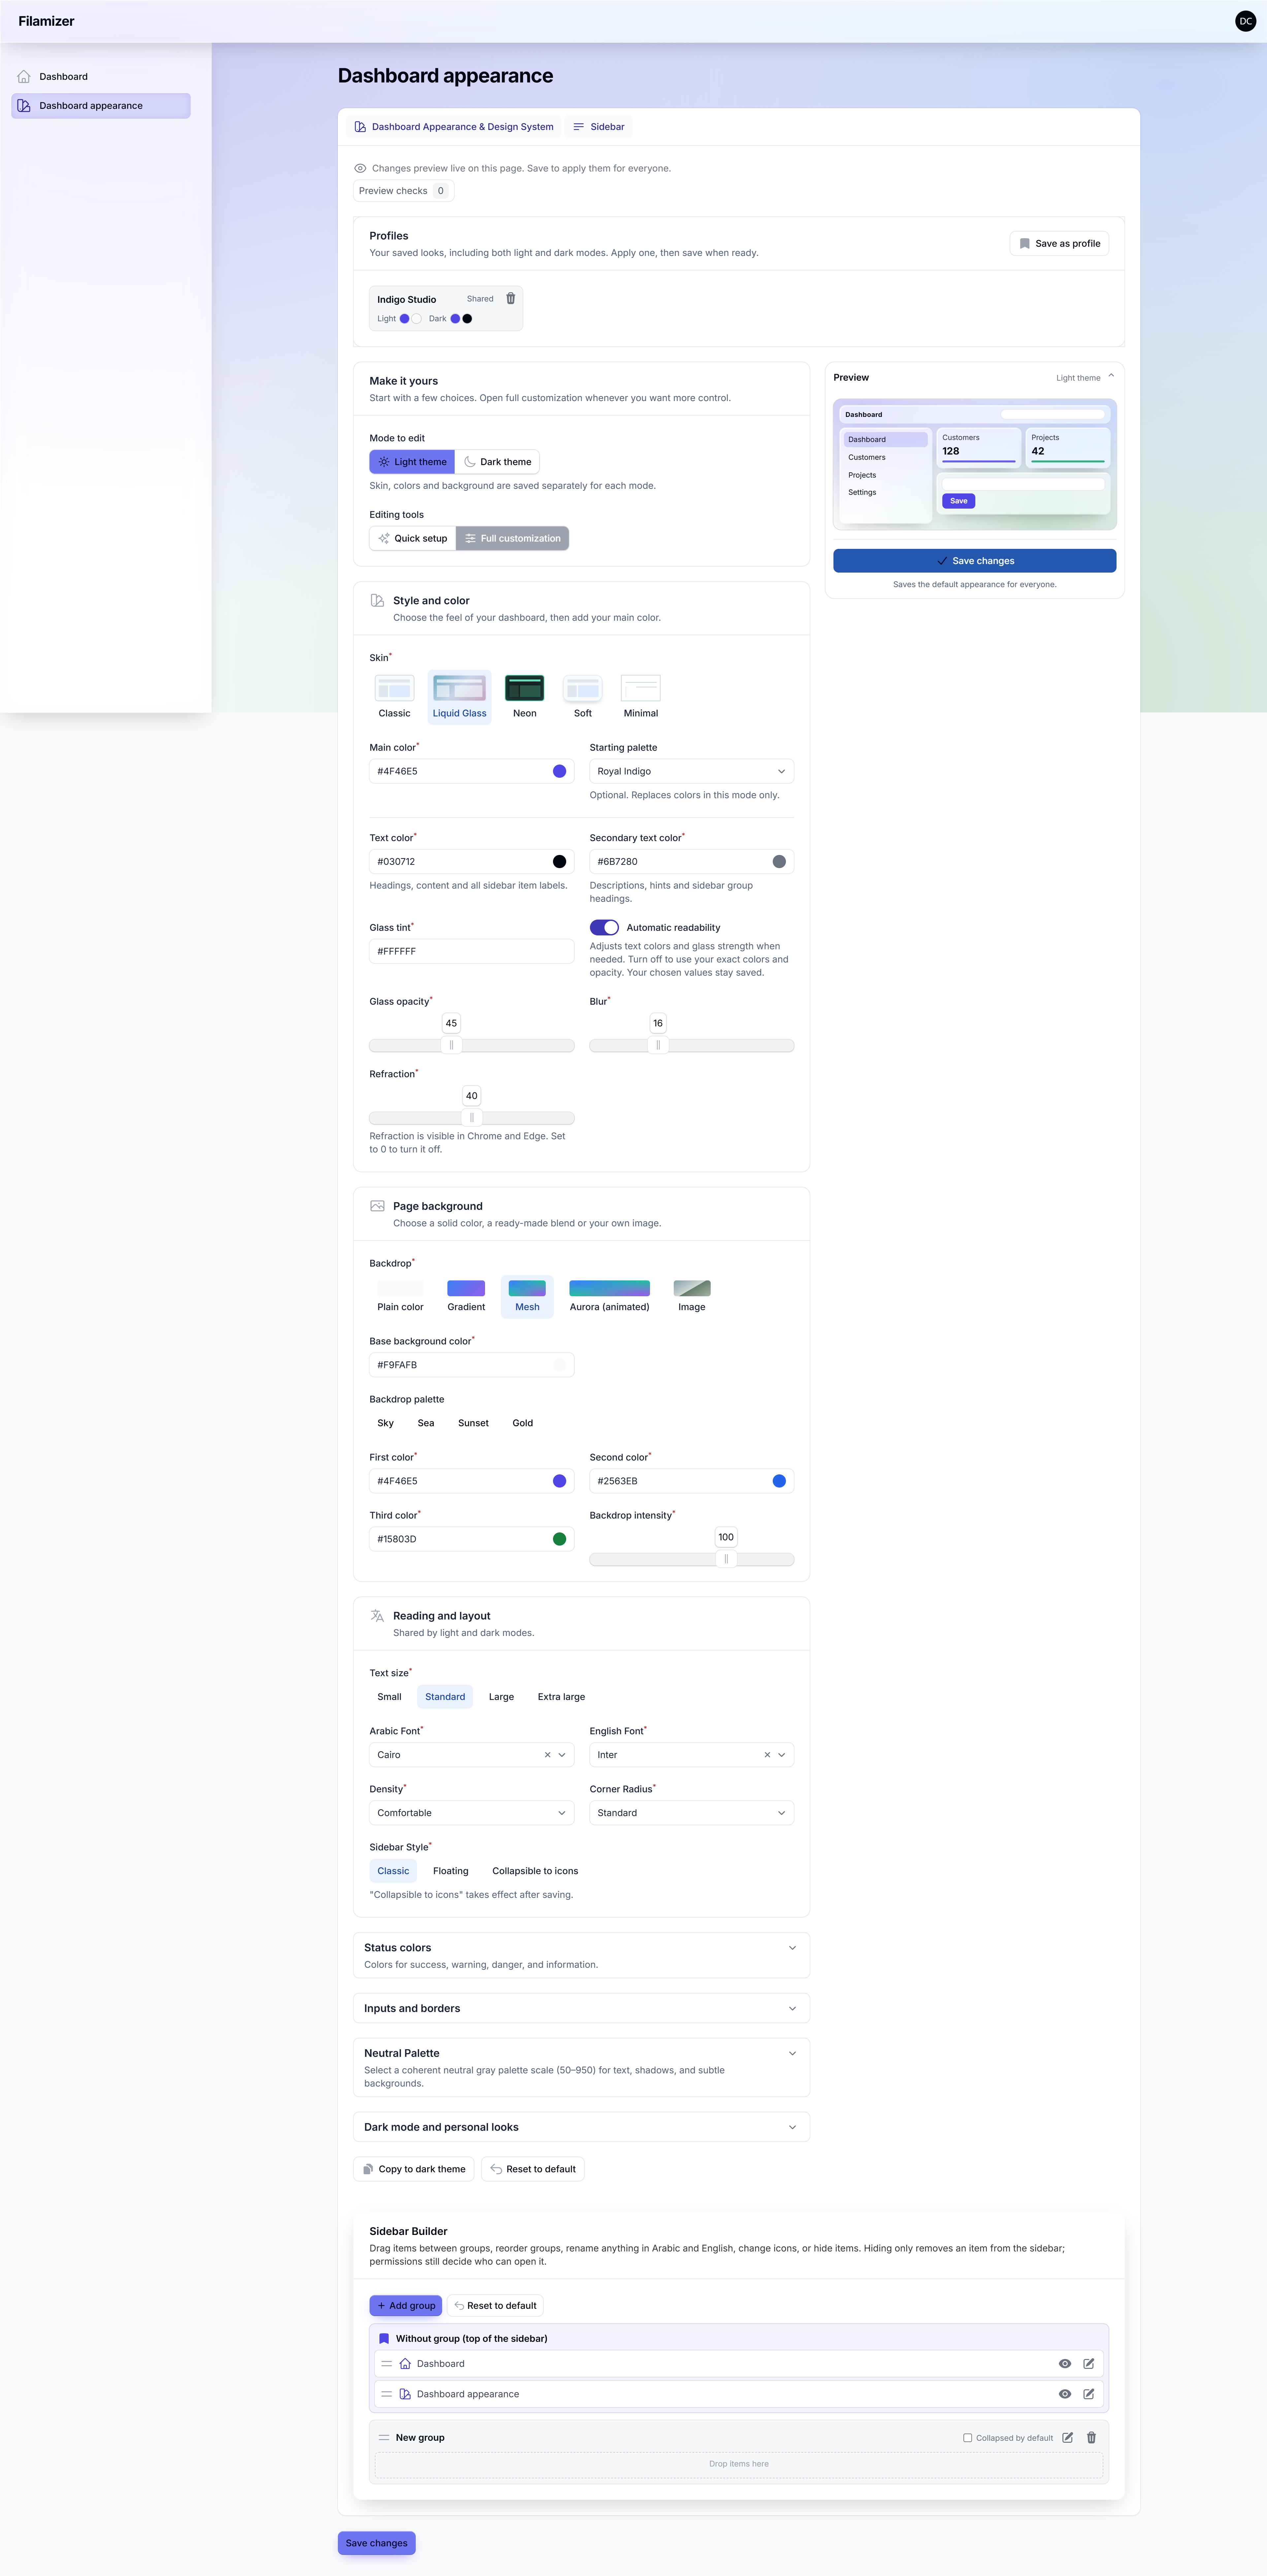 Filamizer
DC
Dashboard
Dashboard appearance
Dashboard appearance
Dashboard Appearance & Design System
Sidebar
Changes preview live on this page. Save to apply them for everyone.
Preview checks 0
Profiles
Your saved looks, including both light and dark modes. Apply one, then save when ready.
Save as profile
Indigo Studio
Shared
Light
Dark
Make it yours
Start with a few choices. Open full customization whenever you want more control.
Mode to edit
Light theme
Dark theme
Skin, colors and background are saved separately for each mode.
Editing tools
Quick setup
Full customization
Preview
Light theme
Dashboard
Dashboard
Customers
Projects
Settings
Customers
128
Projects
42
Save
Save changes
Saves the default appearance for everyone.
Style and color
Choose the feel of your dashboard, then add your main color.
Skin*
Classic
Liquid Glass
Neon
Soft
Minimal
Main color*
#4F46E5
Starting palette
Royal Indigo
Optional. Replaces colors in this mode only.
Text color*
#030712
Headings, content and all sidebar item labels.
Secondary text color*
#6B7280
Descriptions, hints and sidebar group
headings.
Glass tint*
#FFFFFF
Automatic readability
Adjusts text colors and glass strength when
needed. Turn off to use your exact colors and
opacity. Your chosen values stay saved.
Glass opacity*
45
Blur*
16
Refraction*
40
Refraction is visible in Chrome and Edge. Set
to 0 to turn it off.
Page background
Choose a solid color, a ready-made blend or your own image.
Backdrop*
Plain color
Gradient
Mesh
Aurora (animated)
Image
Base background color*
#F9FAFB
Backdrop palette
Sky
Sea
Sunset
Gold
First color*
#4F46E5
Second color*
#2563EB
Third color*
#15803D
Backdrop intensity*
100
Reading and layout
Shared by light and dark modes.
Text size*
Small
Standard
Large
Extra large
Arabic Font*
Cairo
English Font*
Inter
Density*
Comfortable
Corner Radius*
Standard
Sidebar Style*
Classic
Floating
Collapsible to icons
"Collapsible to icons" takes effect after saving.
Status colors
Colors for success, warning, danger, and information.
Inputs and borders
Neutral Palette
Select a coherent neutral gray palette scale (50–950) for text, shadows, and subtle
backgrounds.
Dark mode and personal looks
Copy to dark theme
Reset to default
Sidebar Builder
Drag items between groups, reorder groups, rename anything in Arabic and English, change icons, or hide items. Hiding only removes an item from the sidebar;
permissions still decide who can open it.
Add group
Reset to default
Without group (top of the sidebar)
Dashboard
Dashboard appearance
New group
Collapsed by default
Drop items here
Save changes